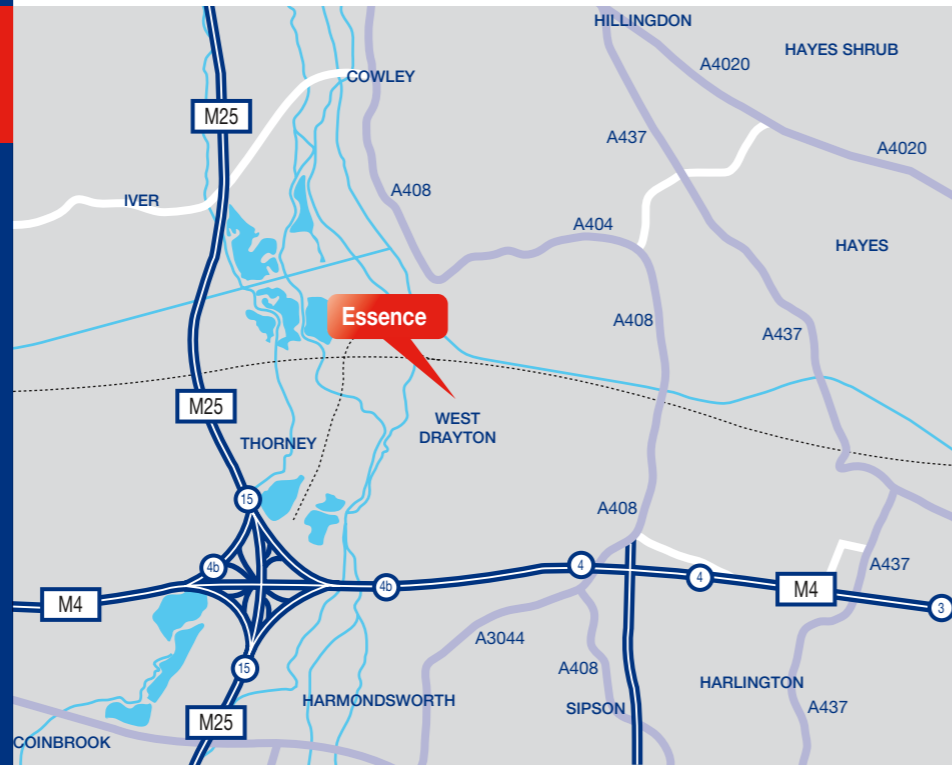 HILLINGDON
HAYES SHRUB
A4020
COWLEY
M25
A437
A4020
IVER
A408
A404
HAYES
Essence
A408
A437
M25
WEST
DRAYTON
THORNEY
15
A408
4b
4
4
4b
A437
M4
M4
3
A3044
15
A408
HARLINGTON
HARMONDSWORTH
SIPSON
A437
M25
COINBROOK